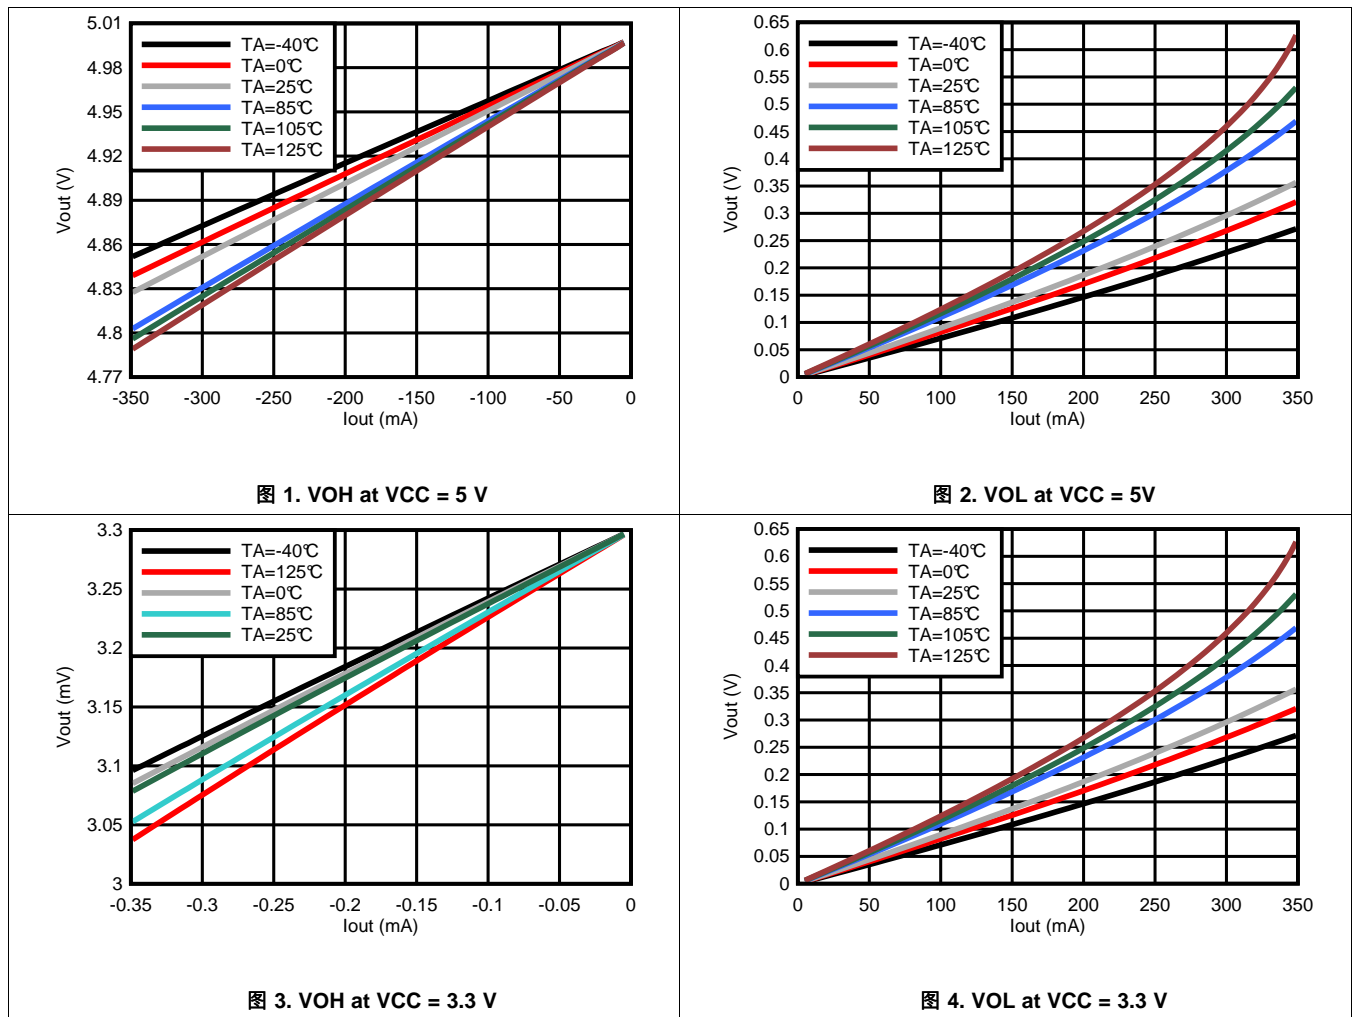 5.01
4.98
4.95
4.92
4.89
4.86
4.83
4.8
4.77
Vout (V)
TA=-40°C
TA=0°C
TA=25°C
TA=85°C
TA=105°C
TA=125°C
-350 -300 -250 -200 -150 -100 -50 0
Iout (mA)
图 1. VOH at VCC = 5 V
0.65
0.6
0.55
0.5
0.45
0.4
0.35
0.3
0.25
0.2
0.15
0.1
0.05
0
Vout (V)
TA=-40°C
TA=0°C
TA=25°C
TA=85°C
TA=105°C
TA=125°C
0 50 100 150 200 250 300 350
Iout (mA)
图 2. VOL at VCC = 5V
3.3
3.25
3.2
3.15
3.1
3.05
3
Vout (mV)
TA=-40°C
TA=125°C
TA=0°C
TA=85°C
TA=25°C
-0.35 -0.3 -0.25 -0.2 -0.15 -0.1 -0.05 0
Iout (mA)
图 3. VOH at VCC = 3.3 V
0.65
0.6
0.55
0.5
0.45
0.4
0.35
0.3
0.25
0.2
0.15
0.1
0.05
0
Vout (V)
TA=-40°C
TA=0°C
TA=25°C
TA=85°C
TA=105°C
TA=125°C
0 50 100 150 200 250 300 350
Iout (mA)
图 4. VOL at VCC = 3.3 V